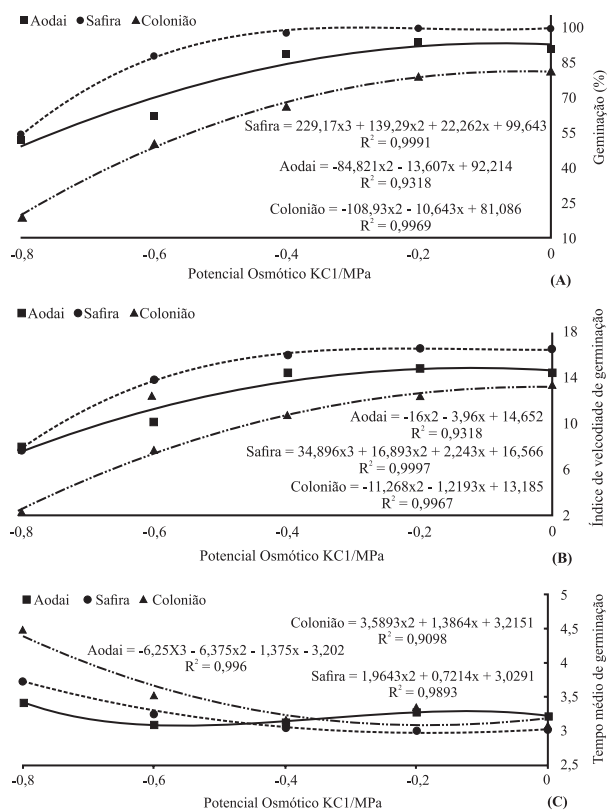 Aodai Safira Colonião
100
85
70
55
40
25
10
Geminação (%)
Safira = 229,17x3 + 139,29x2 + 22,262x + 99,643
R2 = 0,9991
Aodai = -84,821x2 - 13,607x + 92,214
R2 = 0,9318
Colonião = -108,93x2 - 10,643x + 81,086
R2 = 0,9969
-0,8 -0,6 -0,4 -0,2 0
Potencial Osmótico KC1/MPa
(A)
Aodai Safira Colonião
18
14
10
6
2
Índice de velcodiade de germinação
Aodai = -16x2 - 3,96x + 14,652
R2 = 0,9318
Safira = 34,896x3 + 16,893x2 + 2,243x + 16,566
R2 = 0,9997
Colonião = -11,268x2 - 1,2193x + 13,185
R2 = 0,9967
-0,8 -0,6 -0,4 -0,2 0
Potencial Osmótico KC1/MPa
(B)
Aodai Safira Colonião
5
4,5
4
3,5
3
2,5
Tempo médio de germinação
Colonião = 3,5893x2 + 1,3864x + 3,2151
R2 = 0,9098
Aodai = -6,25X3 - 6,375x2 - 1,375x - 3,202
R2 = 0,996
Safira = 1,9643x2 + 0,7214x + 3,0291
R2 = 0,9893
-0,8 -0,6 -0,4 -0,2 0
Potencial Osmótico KC1/MPa
(C)